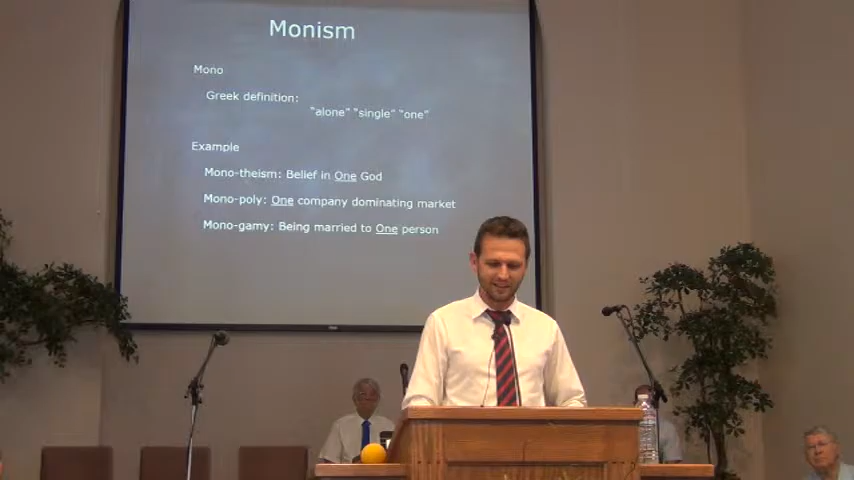 Monism
Mono
Greek definition:
"alone" "single" "one"
Example
Mono-theism: Belief in One God
Mono-poly: One company dominating market
Mono-gamy: Being married to One person